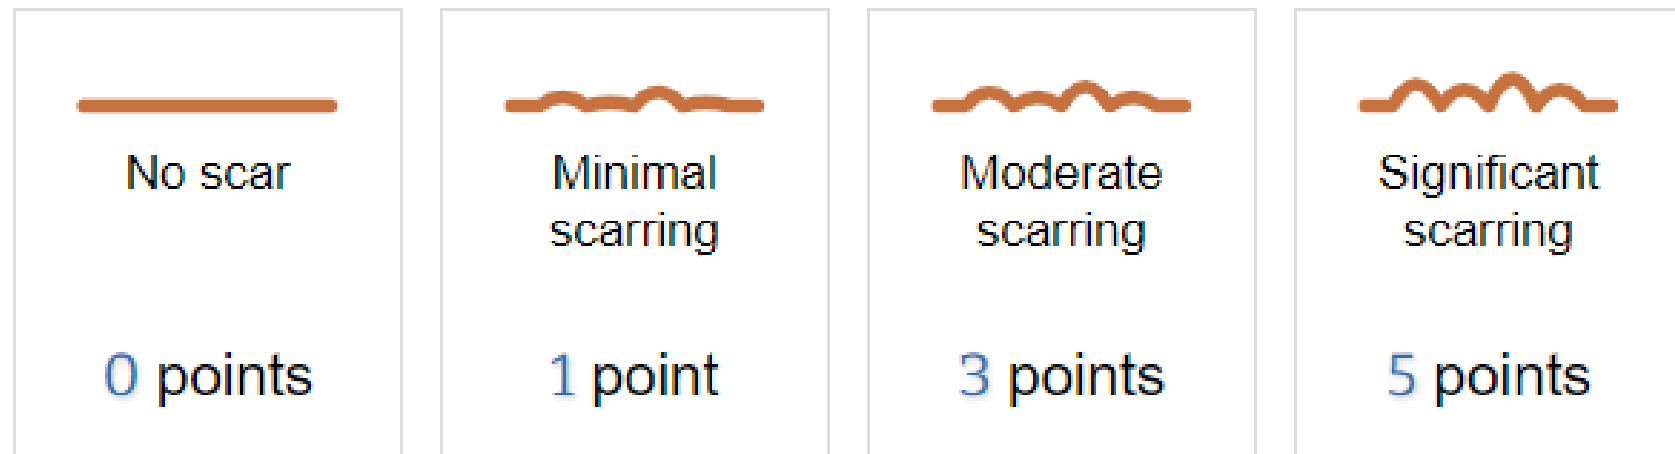 No scar
0 points
Minimal
scarring
1 point
Moderate
scarring
3 points
Significant
scarring
5 points